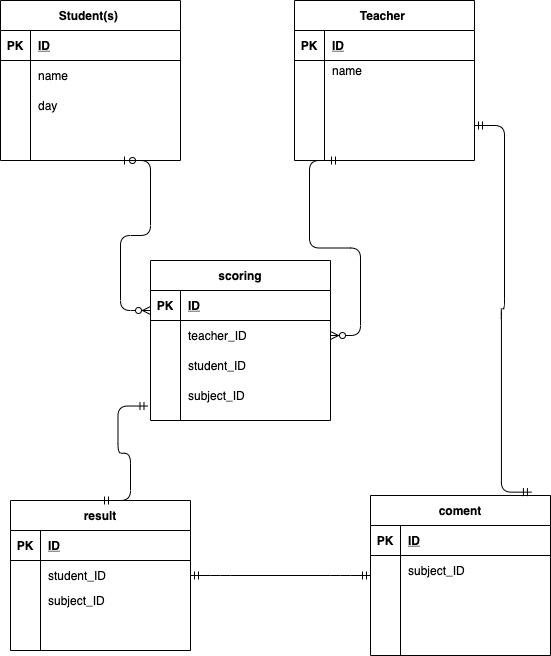 Student(s)
PK ID
name
day
Teacher
PK ID
name
scoring
PK ID
teacher_ID
student_ID
subject_ID
result
PK ID
student_ID
subject_ID
coment
PK ID
subject_ID